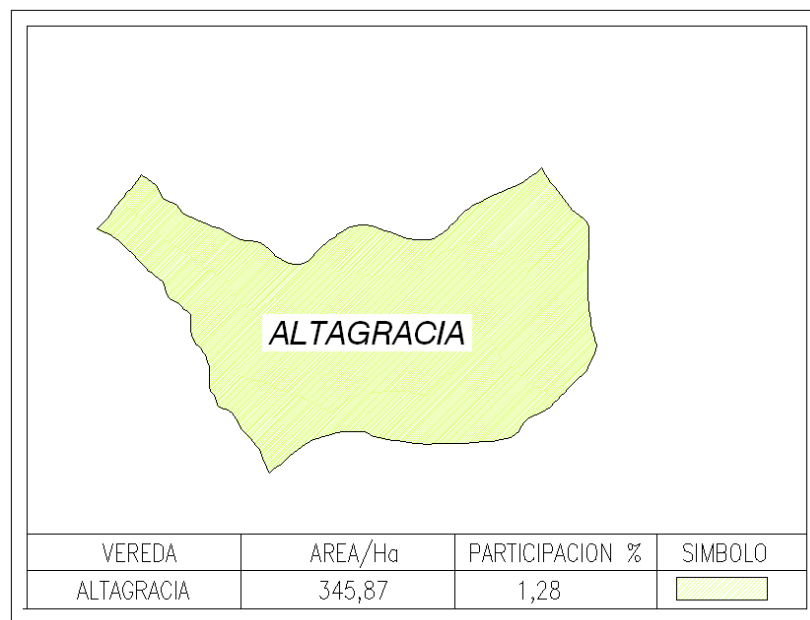 ALTAGRACIA
VEREDA AREA/Ha PARTICIPACION % SIMBOLO
ALTAGRACIA 345,87 1,28